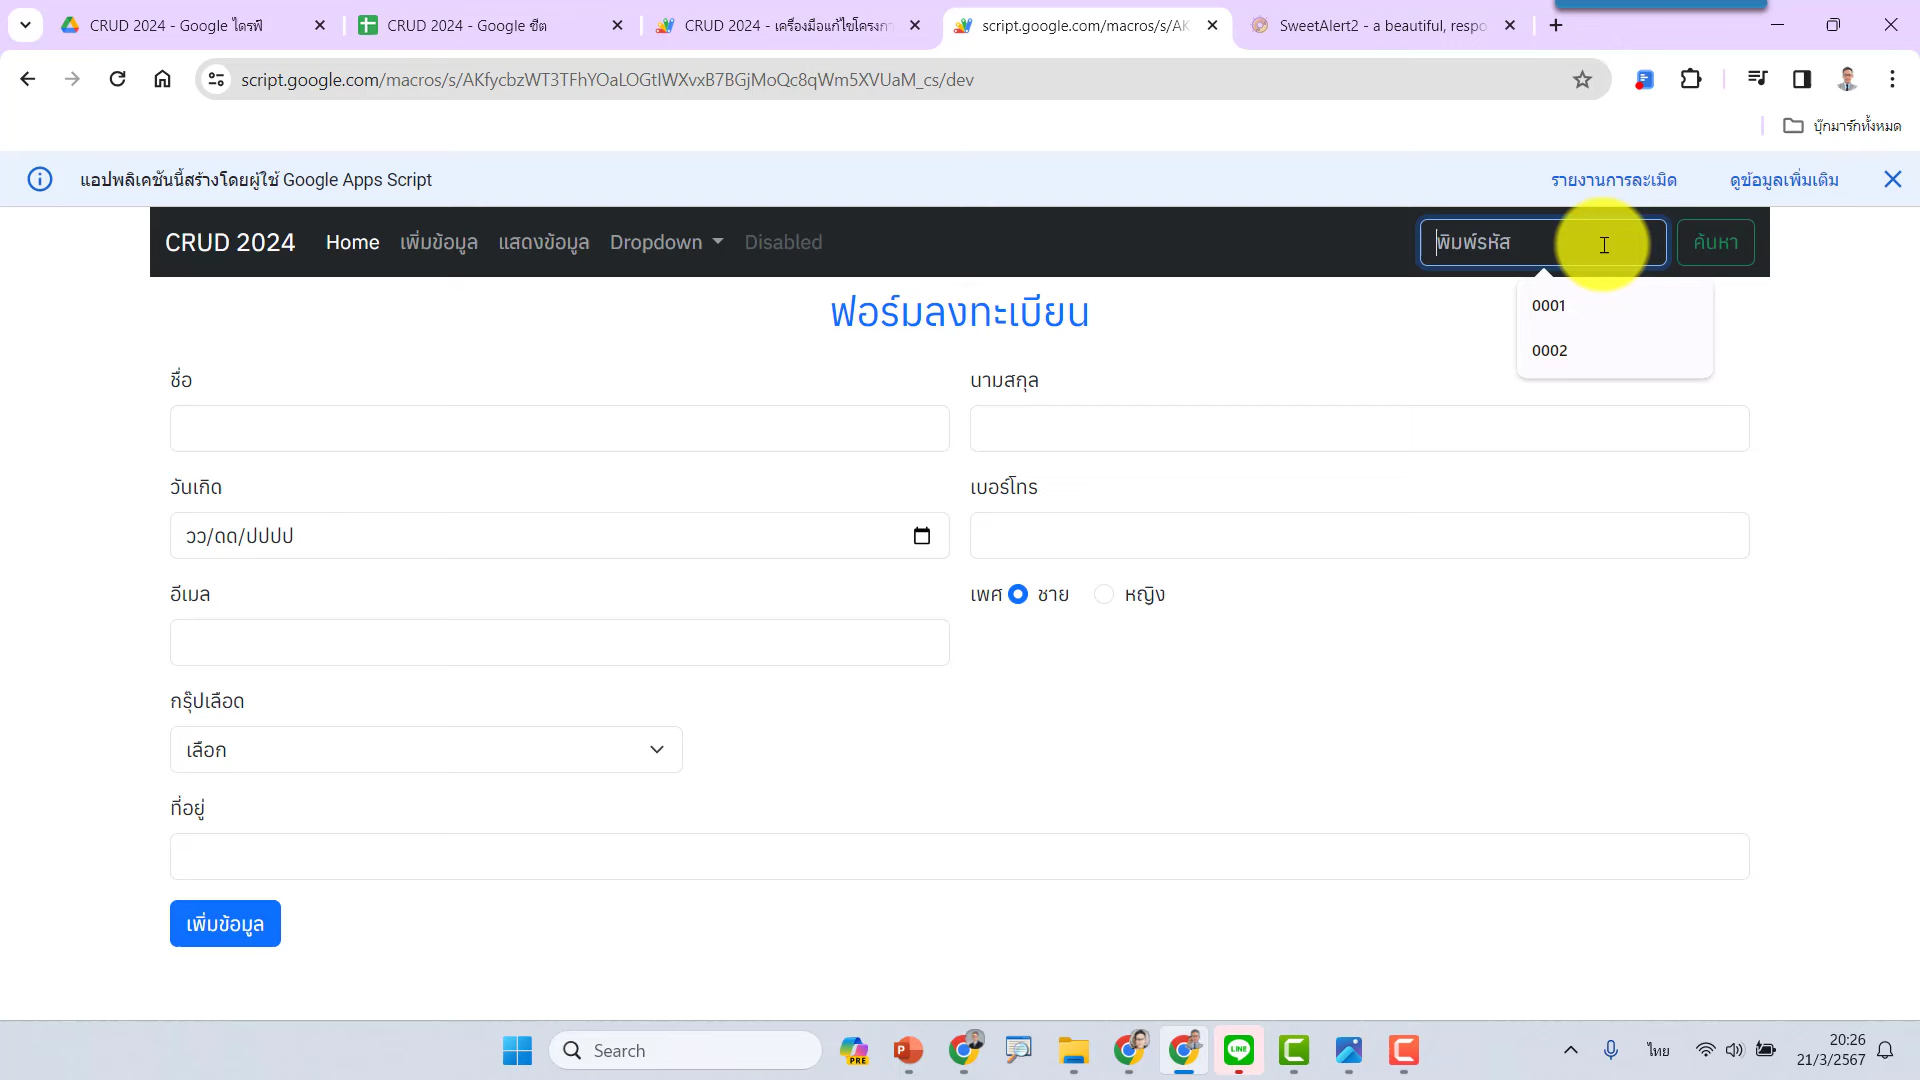 CRUD 2024 - Google ไดรฟ์
CRUD 2024 - Google ชีต
CRUD 2024 - เครื่องมือแก้ไขโครงกา
script.google.com/macros/s/AK
SweetAlert2 - a beautiful, respo
script.google.com/macros/s/AKfycbzWT3TFhYOaLOGtIWXvxB7BGjMoQc8qWm5XVUaM_cs/dev
บุ๊กมาร์กทั้งหมด
แอปพลิเคชันนี้สร้างโดยผู้ใช้ Google Apps Script
รายงานการละเมิด
ดูข้อมูลเพิ่มเติม
CRUD 2024 Home เพิ่มข้อมูล แสดงข้อมูล Dropdown Disabled
พิมพ์รหัส
ค้นหา
0001
0002
ฟอร์มลงทะเบียน
ชื่อ
นามสกุล
วันเกิด
เบอร์โทร
วว/ดด/ปปปป
อีเมล
เพศ ชาย หญิง
กรุ๊ปเลือด
เลือก
ที่อยู่
เพิ่มข้อมูล
Search
PRE
LINE
ไทย
20:26
21/3/2567